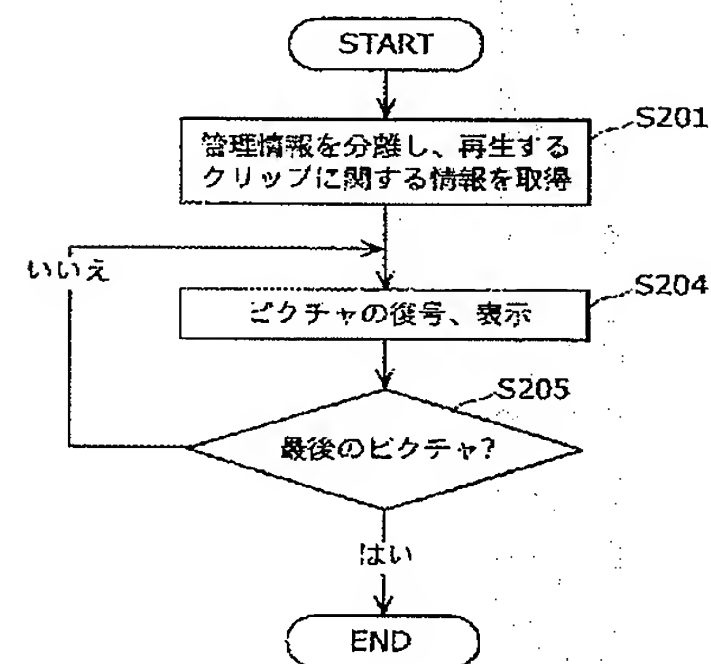 START
管理情報を分離し、再生する
クリップに関する情報を取得
S201
いいえ
ピクチャの復号、表示
S204
S205
最後のピクチャ?
はい
END